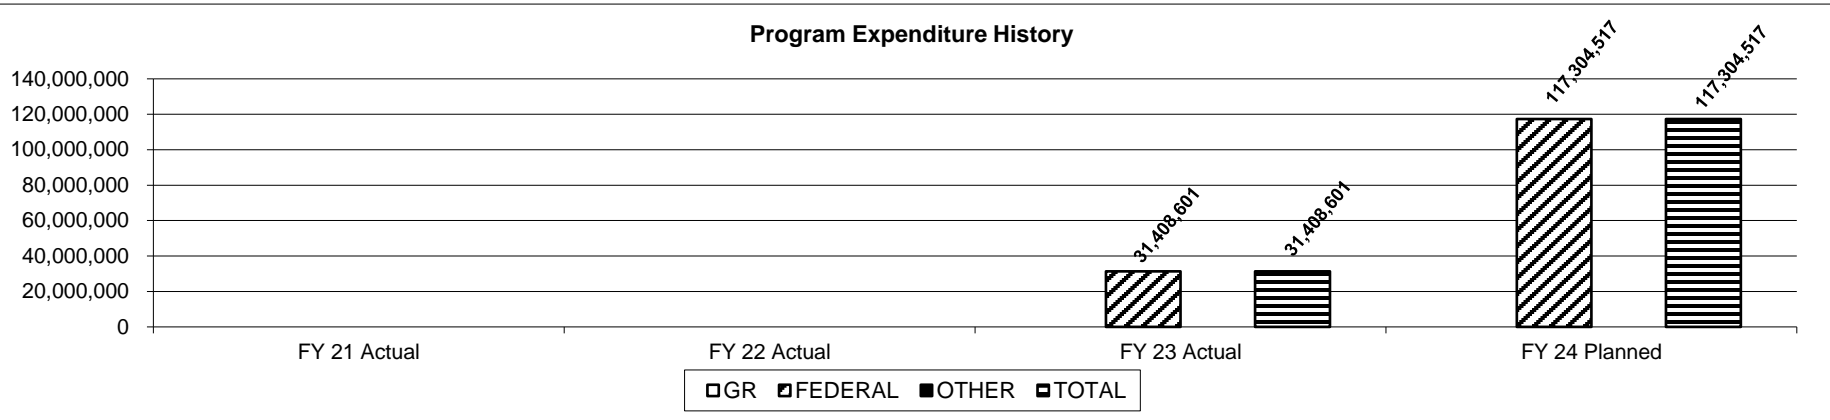 Program Expenditure History
140,000,000
120,000,000
100,000,000
80,000,000
60,000,000
40,000,000
20,000,000
0
31,408,601
31,408,601
117,304,517
117,304,517
FY 21 Actual
FY 22 Actual
FY 23 Actual
FY 24 Planned
GR FEDERAL OTHER TOTAL